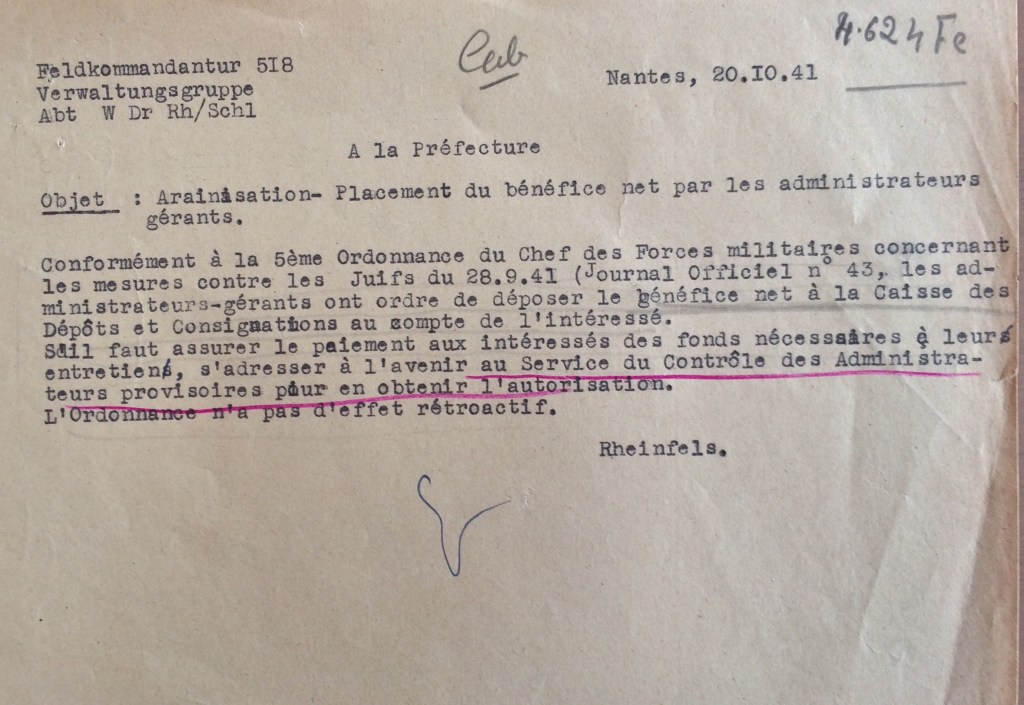 4.624 Fe
Cab
Feldkommandantur 5I8
Nantes, 20.IO.4I
Verwaltungsgruppe
Abt W Dr Rh/Schl
A la Préfecture
Objet : Arainisation- Placement du bénéfice net par les administrateurs
gérants.
Conformément à la 5ème Ordonnance du Chef des Forces militaires concernant
les mesures contre les Juifs du 28.9.41 (Journal Officiel n° 43, les ad-
ministrateurs-gérants ont ordre de déposer le bénéfice net à la Caisse des
Dépôts et Consignations au compte de l'intéressé.
Sail faut assurer le paiement aux intéressés des fonds nécessaires à leurs
entretiens, s'adresser à l'avenir au Service du Contrôle des Administra-
teurs provisoires pour en obtenir l'autorisation.
L'Ordonnance n'a pas d'effet rétroactif.
Rheinfels.